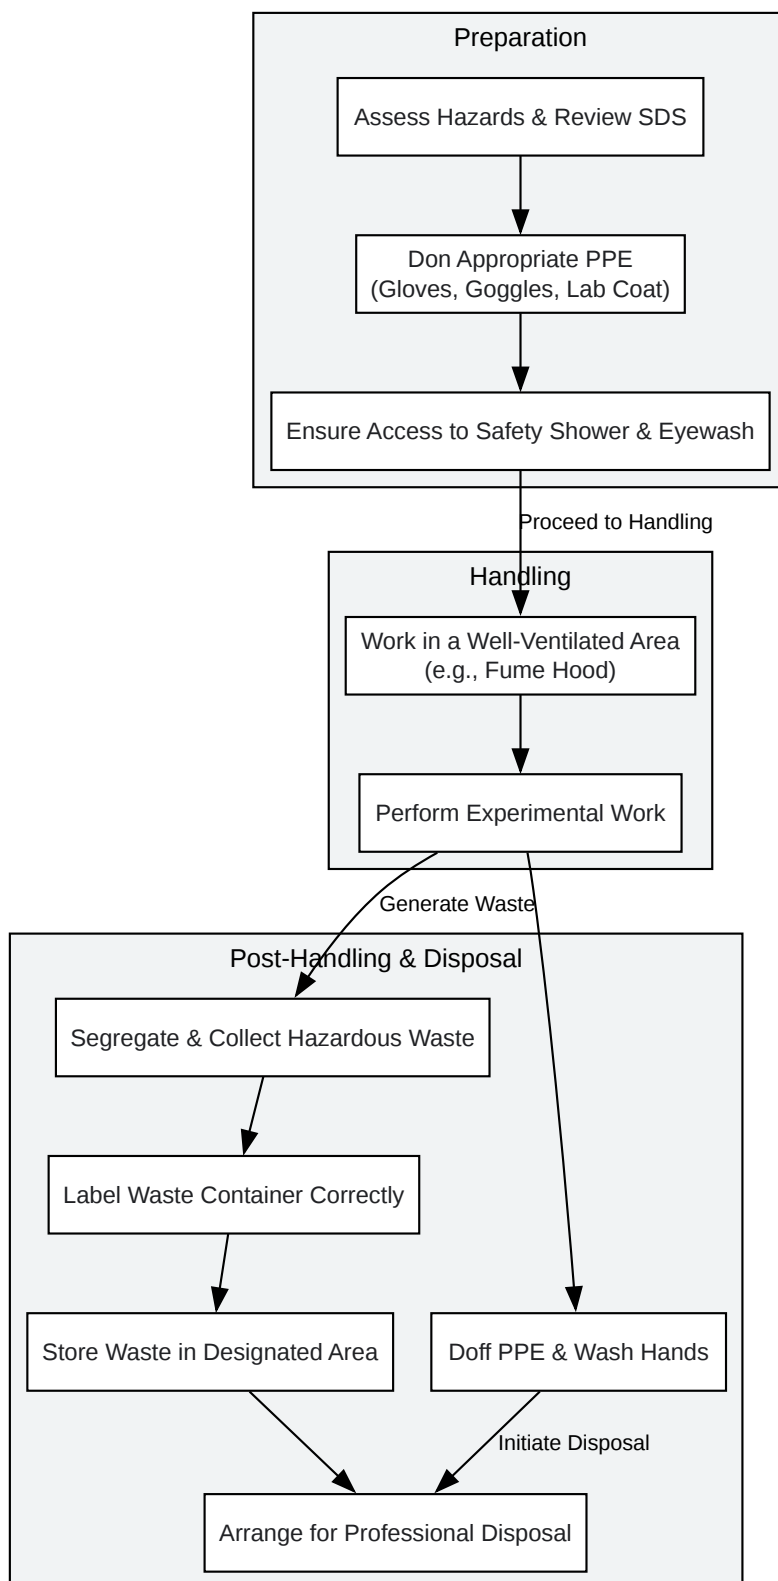 Preparation
Assess Hazards & Review SDS
Don Appropriate PPE
(Gloves, Goggles, Lab Coat)
Ensure Access to Safety Shower & Eyewash
Proceed to Handling
Handling
Work in a Well-Ventilated Area
(e.g., Fume Hood)
Perform Experimental Work
Generate Waste
Post-Handling & Disposal
Segregate & Collect Hazardous Waste
Label Waste Container Correctly
Store Waste in Designated Area
Doff PPE & Wash Hands
Initiate Disposal
Arrange for Professional Disposal